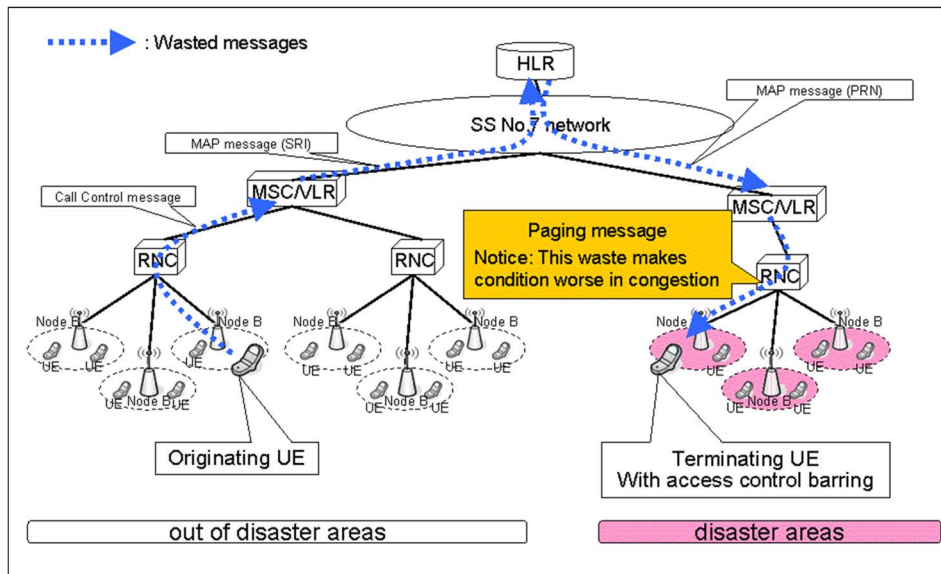 : Wasted messages
HLR
MAP message (PRN)
SS No.7 network
MAP message (SRI)
MSC/VLR
MSC/VLR
Call Control message
Paging message
Notice: This waste makes
condition worse in congestion
RNC
RNC
RNC
Node B
Node B
Node B
Node B
Node B
Node B
UE
UE
UE
UE
UE
UE
UE
UE
UE
UE
UE
Node B
UE
UE
Node B
UE
UE
Node B
UE
Originating UE
Terminating UE
With access control barring
out of disaster areas
disaster areas